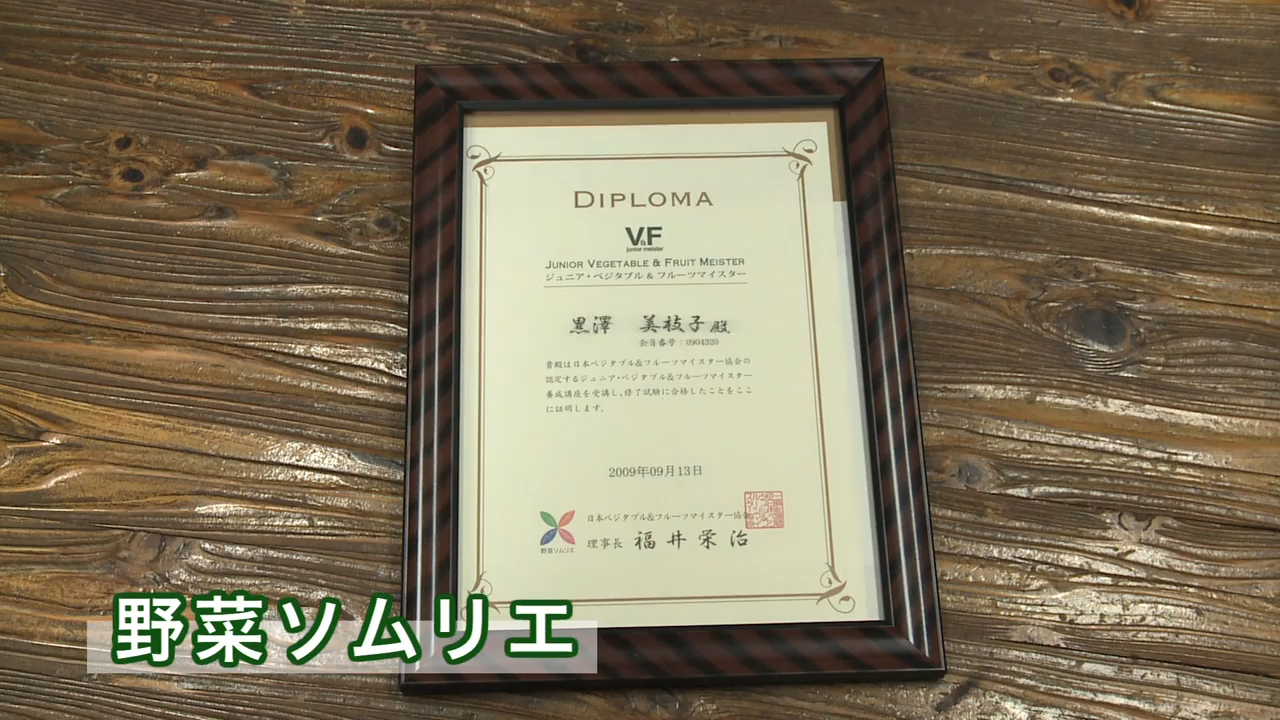 DIPLOMA
V&F
junior meister
JUNIOR VEGETABLE & FRUIT MEISTER
ジュニア・ベジタブル&フルーツマイスター
黒澤 美枝子殿
会員番号:0904320
貴殿は日本ベジタブル&フルーツマイスター協会の
認定するジュニア・ベジタブル&フルーツマイスター
養成講座を受講し、修了試験に合格したことをここ
に証明します。
2009年09月13日
日本ベジタブル&フルーツマイスター協会
理事長 福井栄治
野菜ソムリエ
野菜ソムリエ